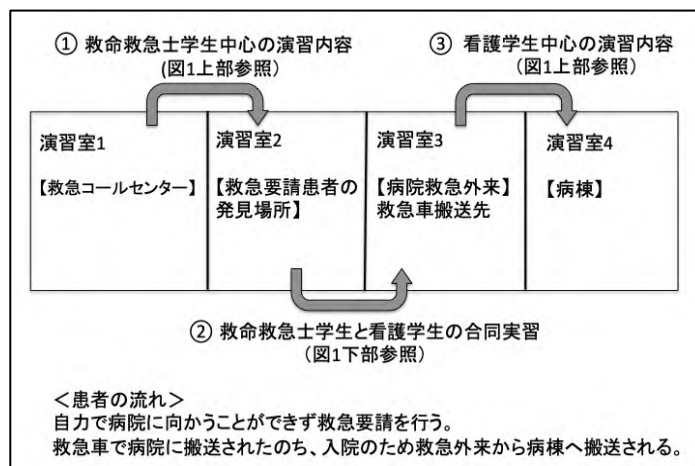 ① 救命救急士学生中心の演習内容
(図1上部参照)
③ 看護学生中心の演習内容
(図1上部参照)
演習室1
【救急コールセンター】
演習室2
【救急要請患者の
発見場所】
演習室3
【病院救急外来】
救急車搬送先
演習室4
【病棟】
② 救命救急士学生と看護学生の合同実習
(図1下部参照)
＜患者の流れ＞
自力で病院に向かうことができず救急要請を行う。
救急車で病院に搬送されたのち、入院のため救急外来から病棟へ搬送される。